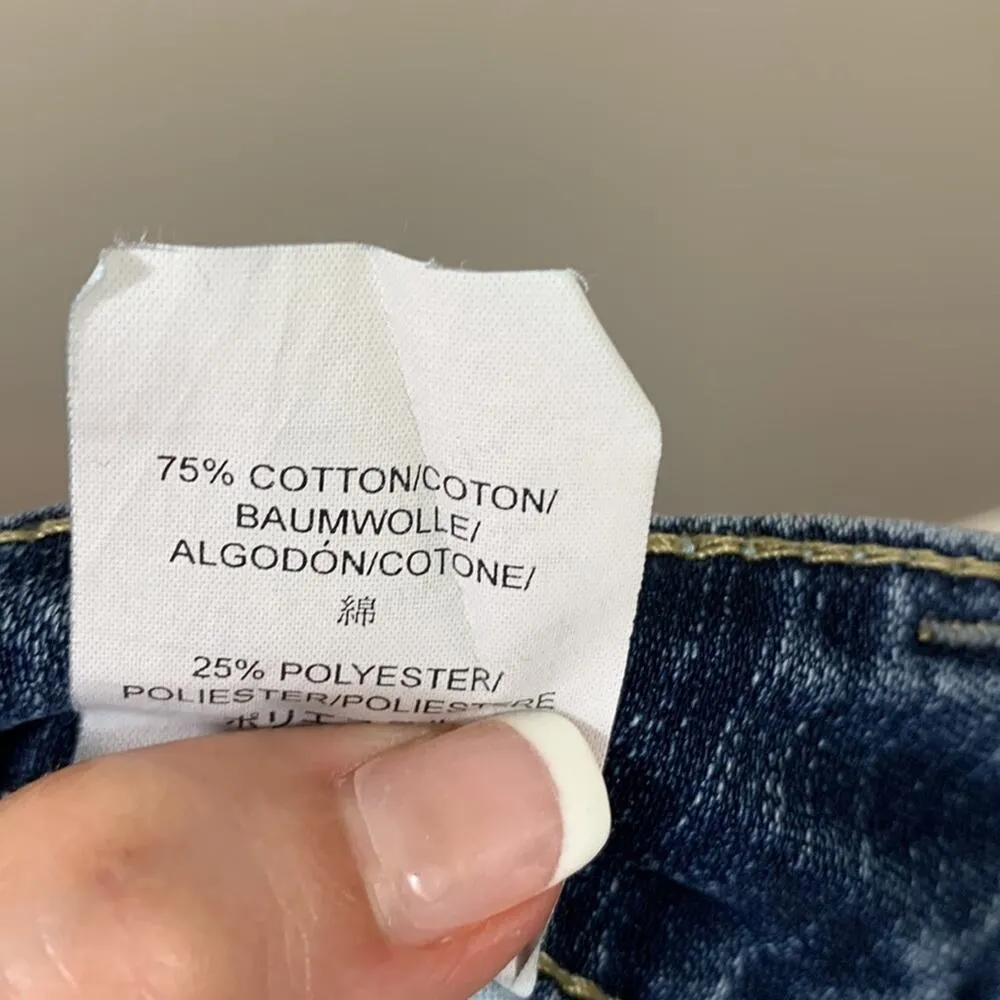 75% COTTON/COTON/
BAUMWOLLE/
ALGODÓN/COTONE/
綿
25% POLYESTER/
POLIESTER/POLIESTERE